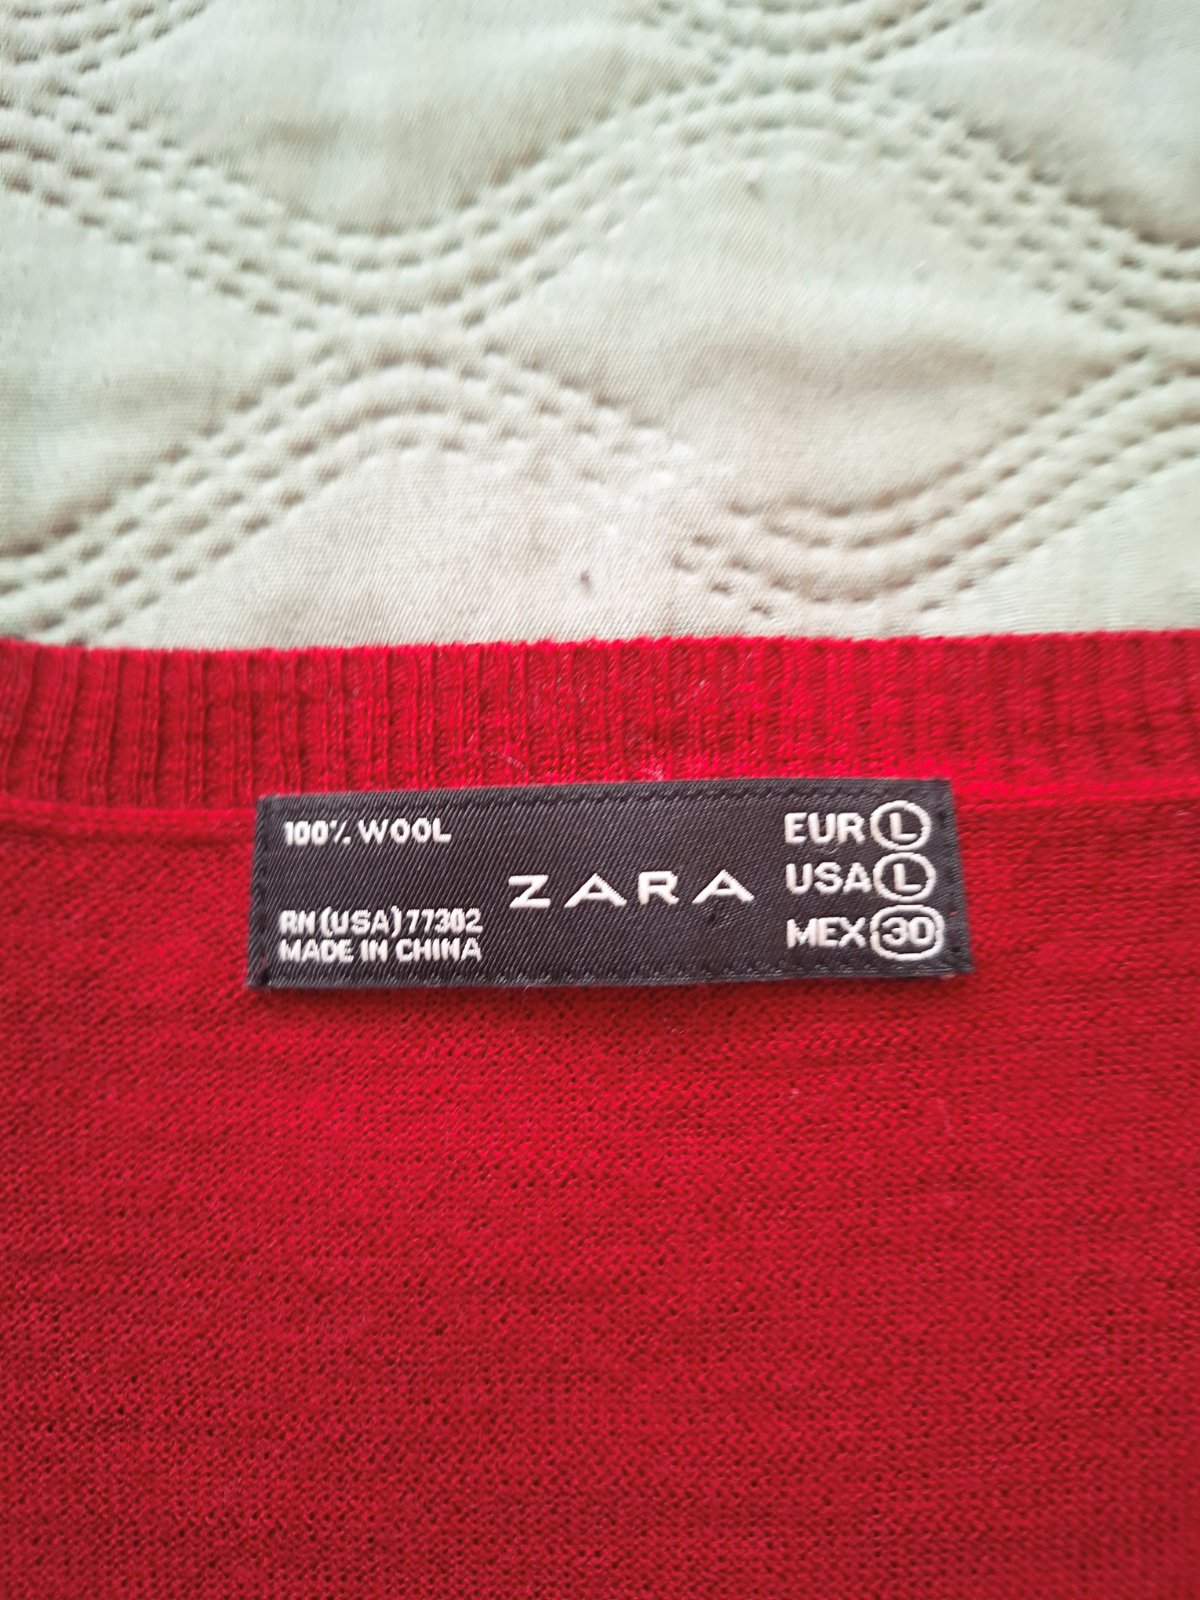 100% WOOL
RN (USA) 77302
MADE IN CHINA
ZARA
EUR L
USA L
MEX 30